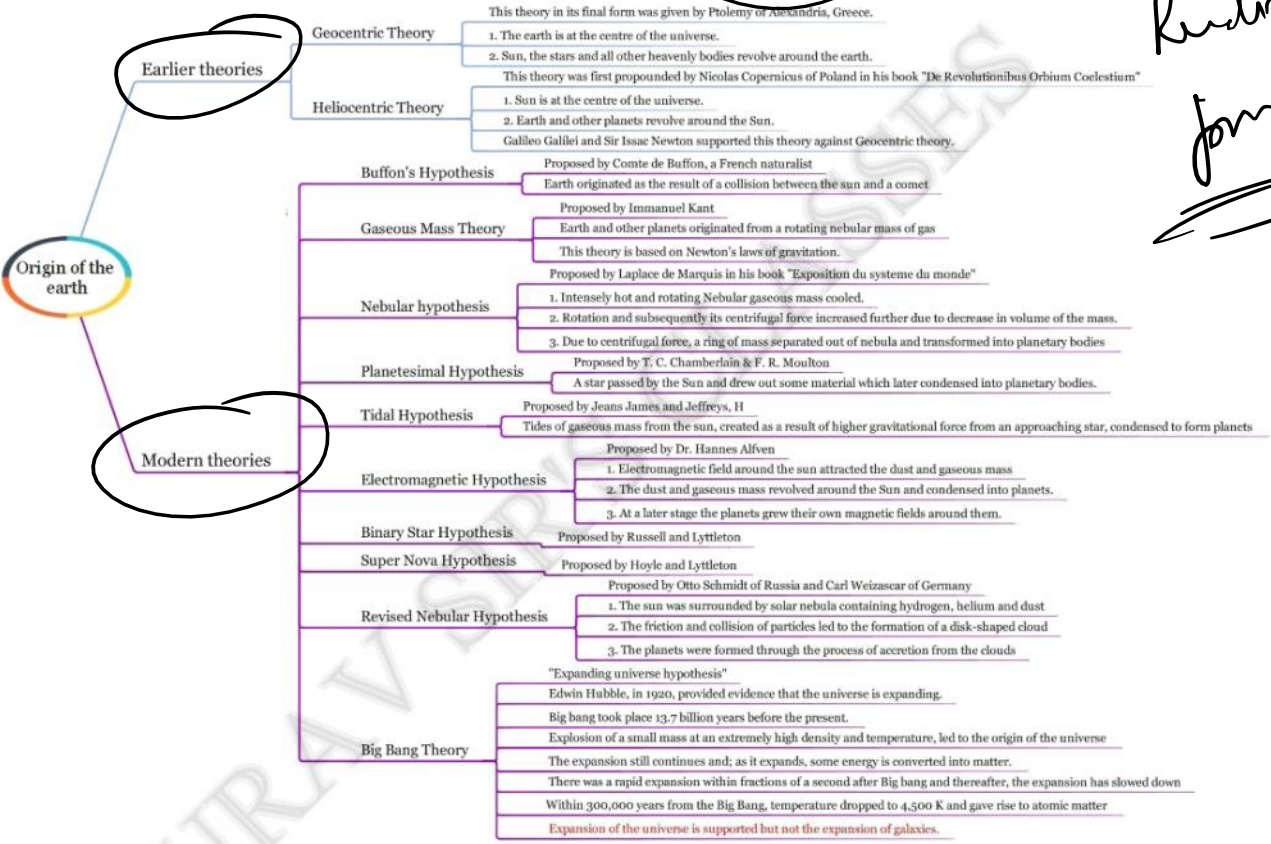 This theory in its final form was given by Ptolemy of Alexandria, Greece.
Geocentric Theory
1. The earth is at the centre of the universe.
2. Sun, the stars and all other heavenly bodies revolve around the earth.
Earlier theories
This theory was first propounded by Nicolas Copernicus of Poland in his book "De Revolutionibus Orbium Coelestium"
Heliocentric Theory
1. Sun is at the centre of the universe.
2. Earth and other planets revolve around the Sun.
Galileo Galilei and Sir Issac Newton supported this theory against Geocentric theory.
Origin of the
earth
Modern theories
Buffon's Hypothesis
Proposed by Comte de Buffon, a French naturalist
Earth originated as the result of a collision between the sun and a comet
Gaseous Mass Theory
Proposed by Immanuel Kant
Earth and other planets originated from a rotating nebular mass of gas
This theory is based on Newton's laws of gravitation.
Nebular hypothesis
Proposed by Laplace de Marquis in his book "Exposition du systeme du monde"
1. Intensely hot and rotating Nebular gaseous mass cooled.
2. Rotation and subsequently its centrifugal force increased further due to decrease in volume of the mass.
3. Due to centrifugal force, a ring of mass separated out of nebula and transformed into planetary bodies
Planetesimal Hypothesis
Proposed by T. C. Chamberlain & F. R. Moulton
A star passed by the Sun and drew out some material which later condensed into planetary bodies.
Tidal Hypothesis
Proposed by Jeans James and Jeffreys, H
Tides of gaseous mass from the sun, created as a result of higher gravitational force from an approaching star, condensed to form planets
Electromagnetic Hypothesis
Proposed by Dr. Hannes Alfven
1. Electromagnetic field around the sun attracted the dust and gaseous mass
2. The dust and gaseous mass revolved around the Sun and condensed into planets.
3. At a later stage the planets grew their own magnetic fields around them.
Binary Star Hypothesis
Proposed by Russell and Lyttleton
Super Nova Hypothesis
Proposed by Hoyle and Lyttleton
Revised Nebular Hypothesis
Proposed by Otto Schmidt of Russia and Carl Weizascar of Germany
1. The sun was surrounded by solar nebula containing hydrogen, helium and dust
2. The friction and collision of particles led to the formation of a disk-shaped cloud
3. The planets were formed through the process of accretion from the clouds
Big Bang Theory
"Expanding universe hypothesis"
Edwin Hubble, in 1920, provided evidence that the universe is expanding.
Big bang took place 13.7 billion years before the present.
Explosion of a small mass at an extremely high density and temperature, led to the origin of the universe
The expansion still continues and; as it expands, some energy is converted into matter.
There was a rapid expansion within fractions of a second after Big bang and thereafter, the expansion has slowed down
Within 300,000 years from the Big Bang, temperature dropped to 4,500 K and gave rise to atomic matter
Expansion of the universe is supported but not the expansion of galaxies.
URAV SIR'S CLASSES